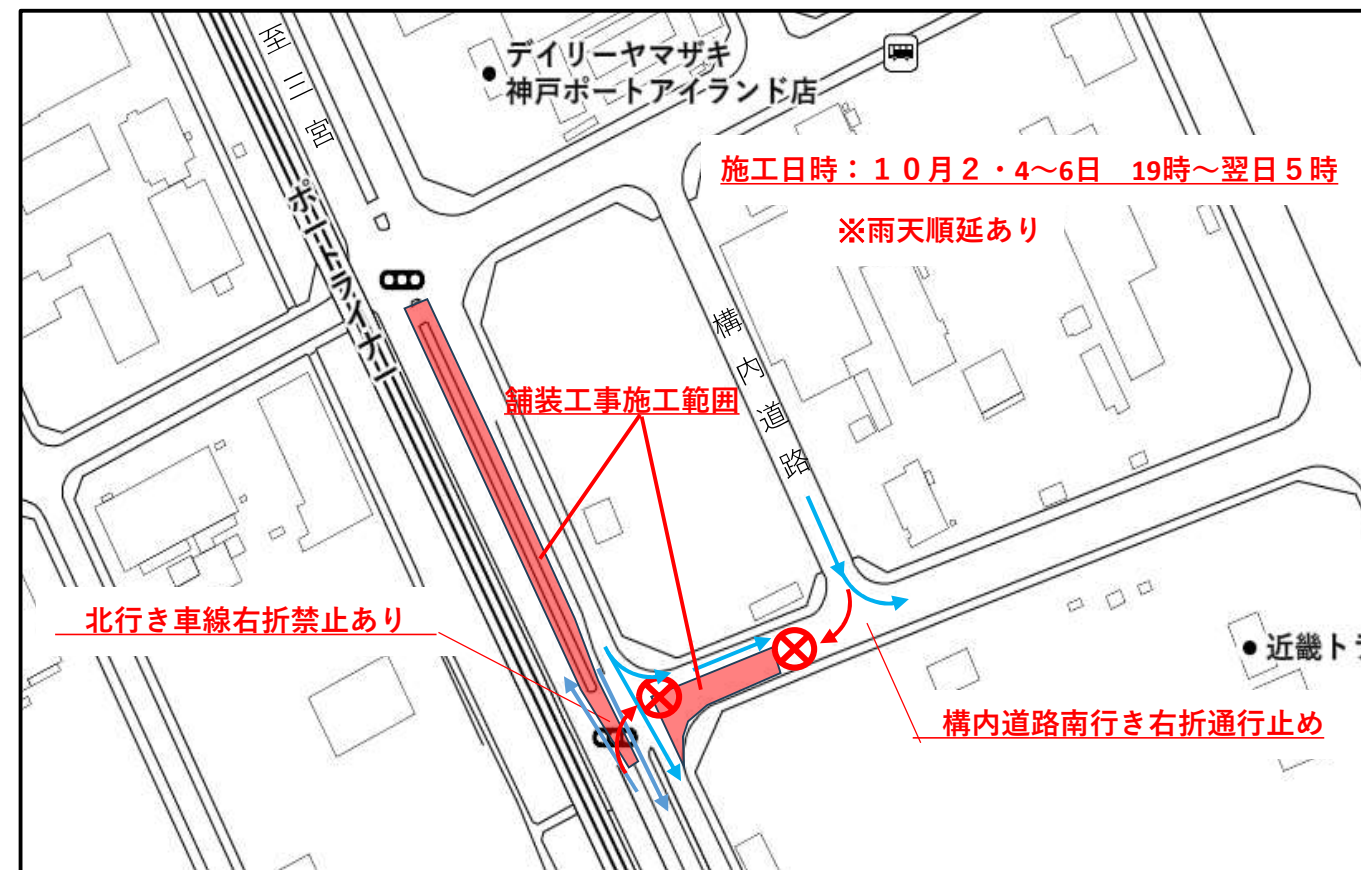 至三宮
デイリーヤマザキ
神戸ポートアイランド店
施工日時：１０月２・4～6日　19時～翌日５時
※雨天順延あり
ポートライナー
構内道路
舗装工事施工範囲
北行き車線右折禁止あり
近畿ト
構内道路南行き右折通行止め